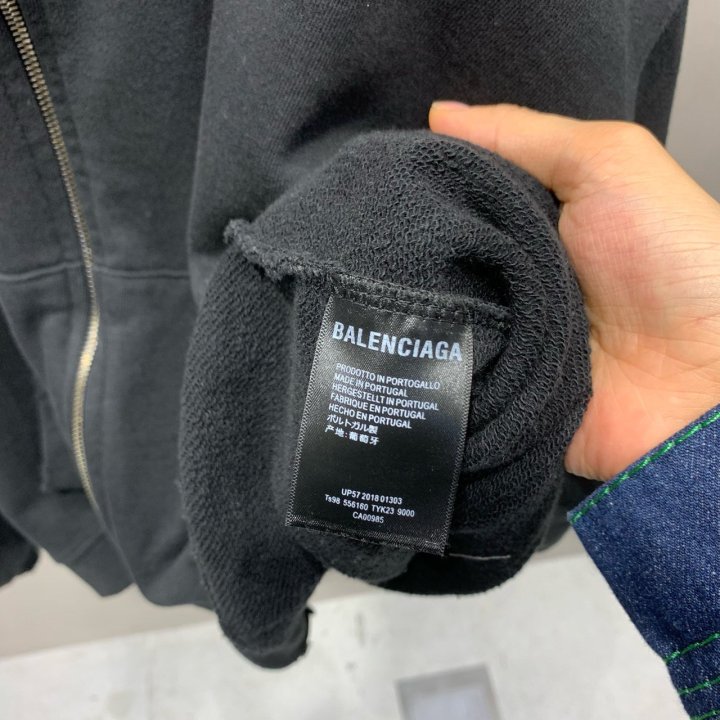 BALENCIAGA
PRODOTTO IN PORTOGALLO
MADE IN PORTUGAL
HERGESTELLT IN PORTUGAL
FABRIQUE EN PORTUGAL
HECHO EN PORTUGAL
ポルトガル製
产地:葡萄牙
UP57 2018 01303
Ts98 556160 TYK23 9000
CA00985